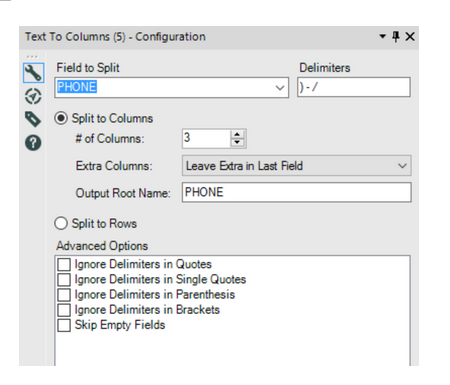 Text To Columns (5) - Configuration
Field to Split Delimiters
PHONE )-/
Split to Columns
# of Columns: 3
Extra Columns: Leave Extra in Last Field
Output Root Name: PHONE
Split to Rows
Advanced Options
Ignore Delimiters in Quotes
Ignore Delimiters in Single Quotes
Ignore Delimiters in Parenthesis
Ignore Delimiters in Brackets
Skip Empty Fields